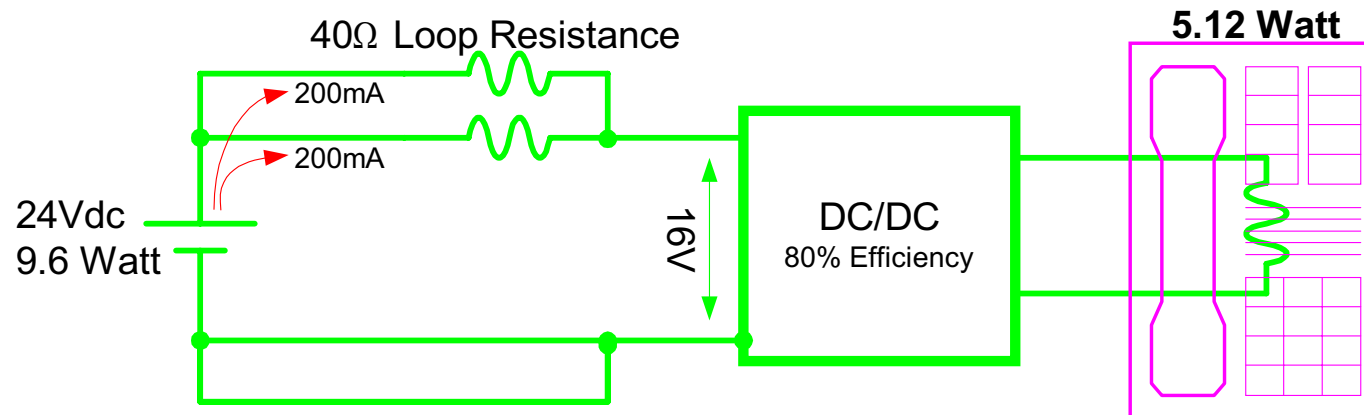 40Ω Loop Resistance
200mA
200mA
24Vdc
9.6 Watt
16V
DC/DC
80% Efficiency
5.12 Watt